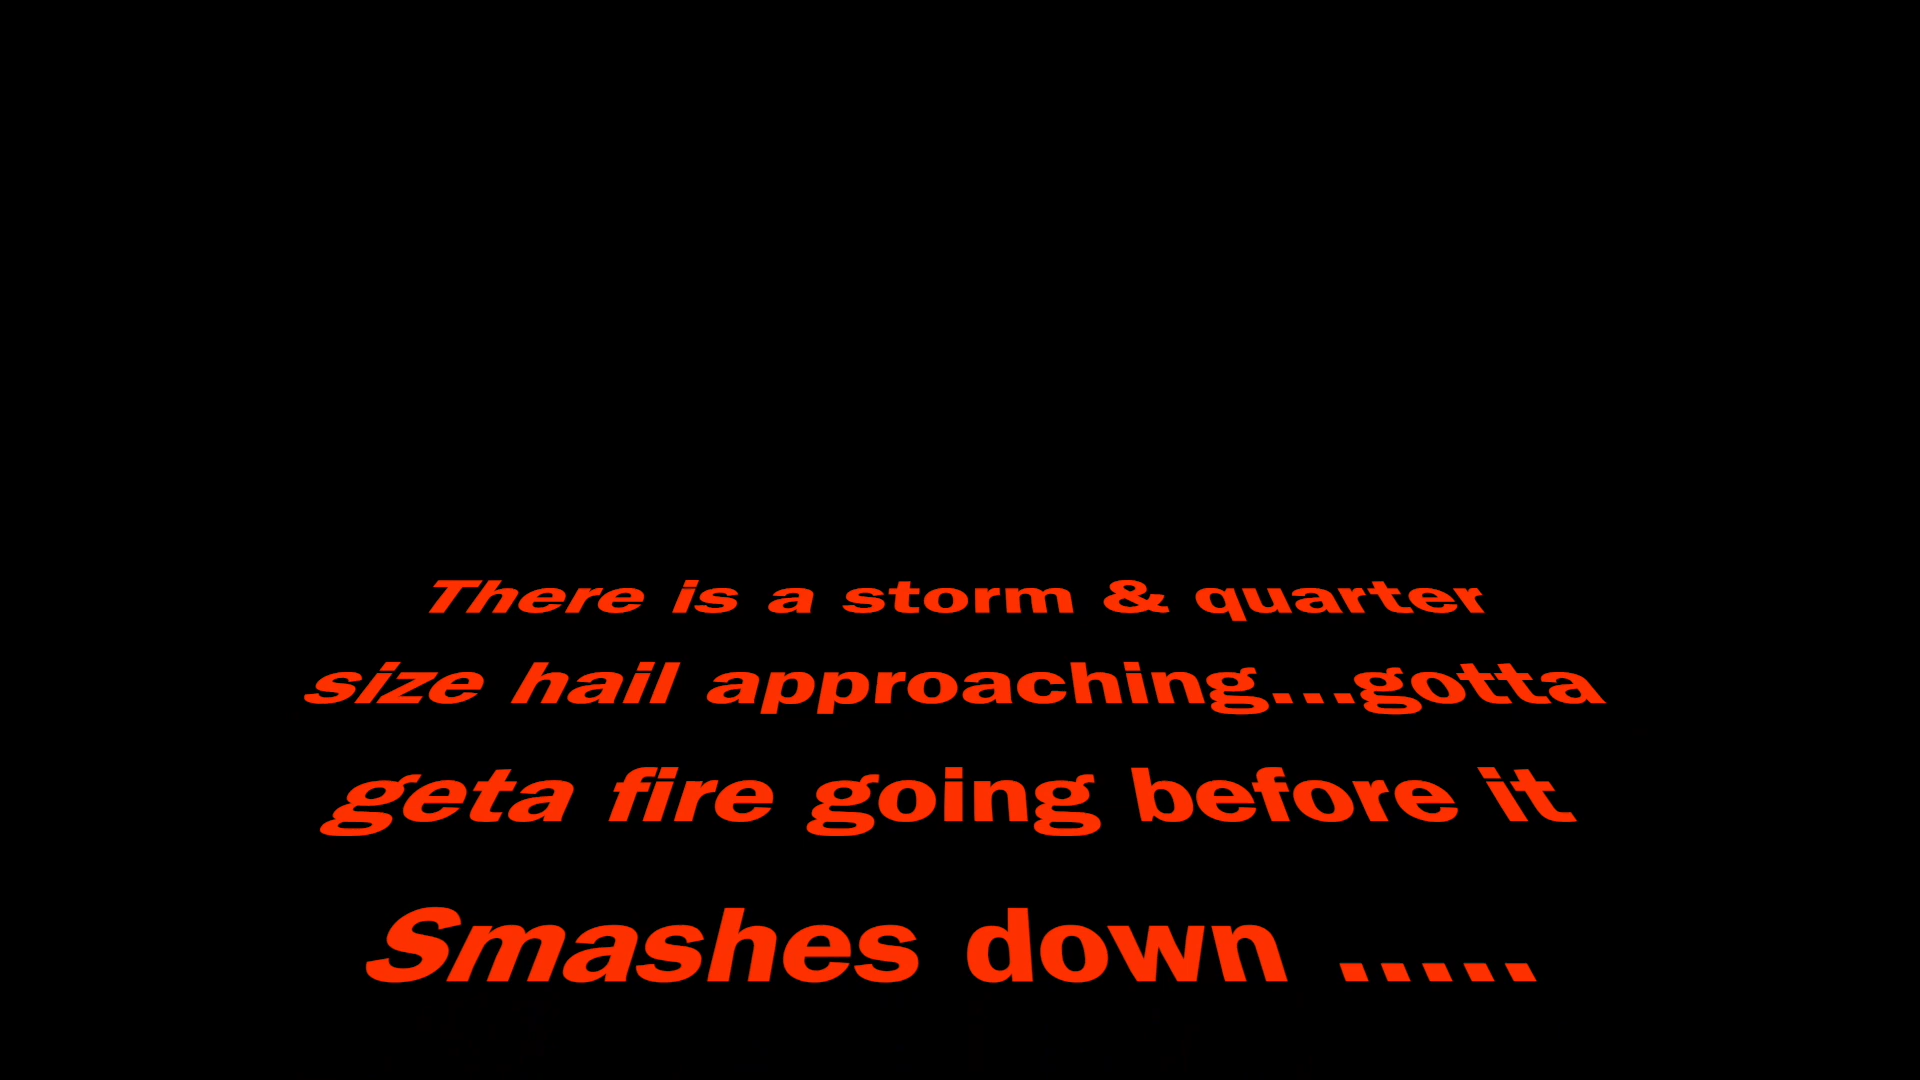 There is a storm & quarter
size hail approaching...gotta
geta fire going before it
Smashes down .....